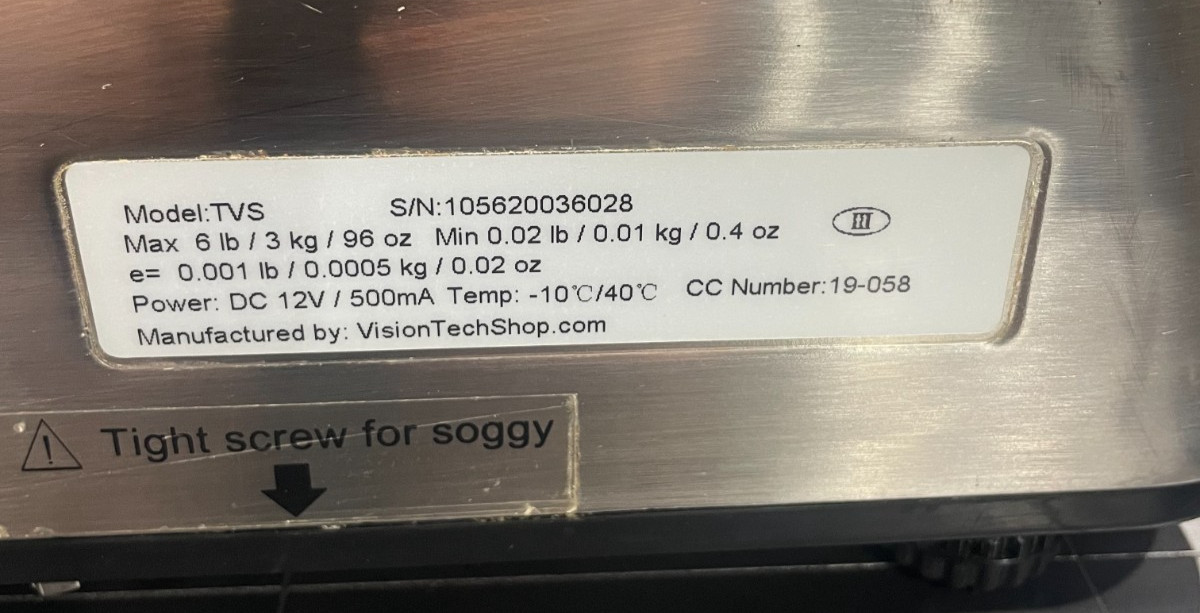 Model:TVS S/N:105620036028
Max 6 lb / 3 kg / 96 oz Min 0.02 lb / 0.01 kg / 0.4 oz III
e= 0.001 lb / 0.0005 kg / 0.02 oz
Power: DC 12V / 500mA Temp: -10℃/40℃ CC Number:19-058
Manufactured by: VisionTechShop.com
Tight screw for soggy